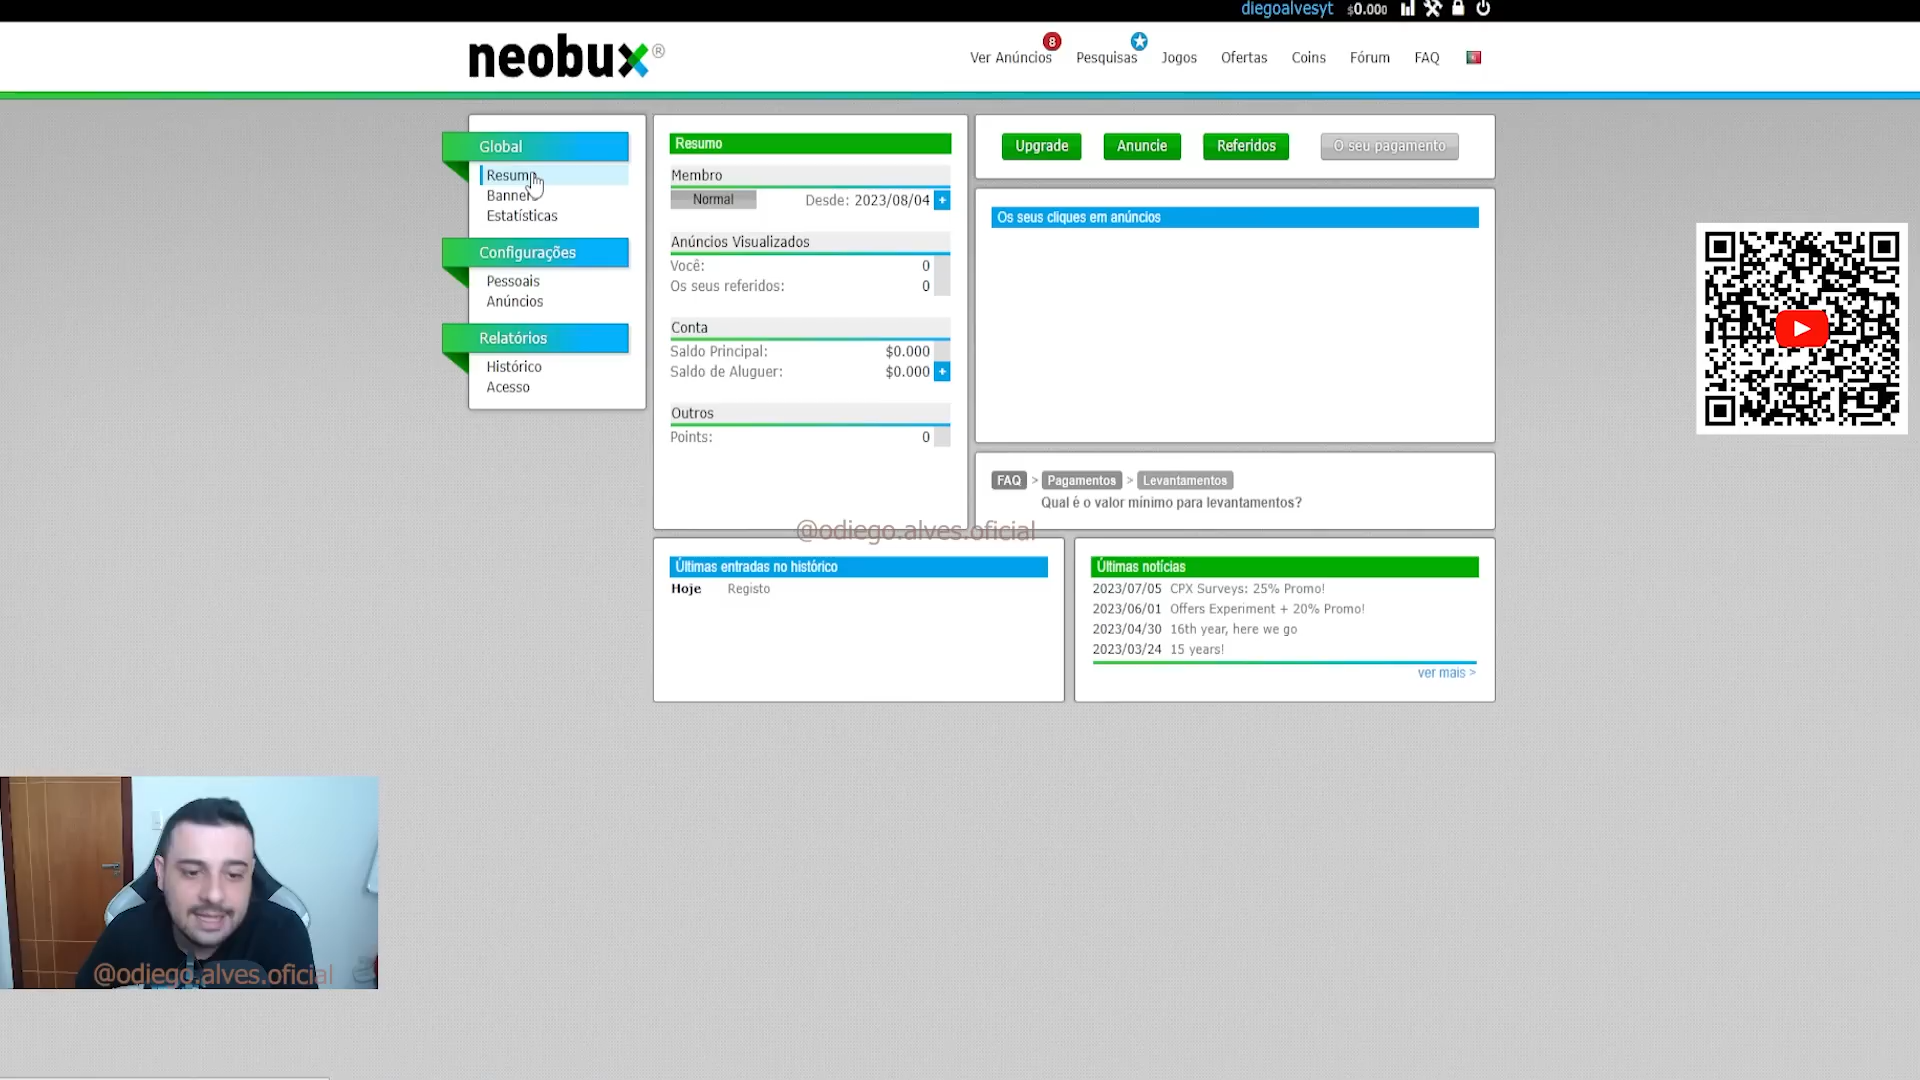 diegoalvesyt $0.000
neobux®
8
Ver Anúncios Pesquisas Jogos Ofertas Coins Fórum FAQ
Global
Resumo
Banner
Estatísticas
Configurações
Pessoais
Anúncios
Relatórios
Histórico
Acesso
Resumo
Membro
Normal Desde: 2023/08/04 +
Anúncios Visualizados
Você: 0
Os seus referidos: 0
Conta
Saldo Principal: $0.000
Saldo de Aluguer: $0.000 +
Outros
Points: 0
Upgrade Anuncie Referidos O seu pagamento
Os seus cliques em anúncios
FAQ > Pagamentos > Levantamentos
Qual é o valor mínimo para levantamentos?
@odiego.alves.oficial
Últimas entradas no histórico
Hoje Registo
Últimas notícias
2023/07/05 CPX Surveys: 25% Promo!
2023/06/01 Offers Experiment + 20% Promo!
2023/04/30 16th year, here we go
2023/03/24 15 years!
ver mais >
@odiego.alves.oficial